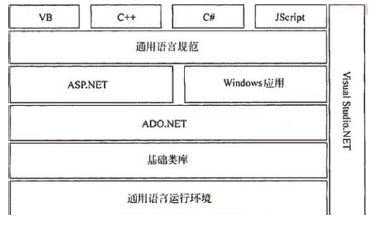 VB
C++
C#
JScript
通用语言规范
ASP.NET
Windows应用
ADO.NET
基础类库
通用语言运行环境
Visual Studio.NET